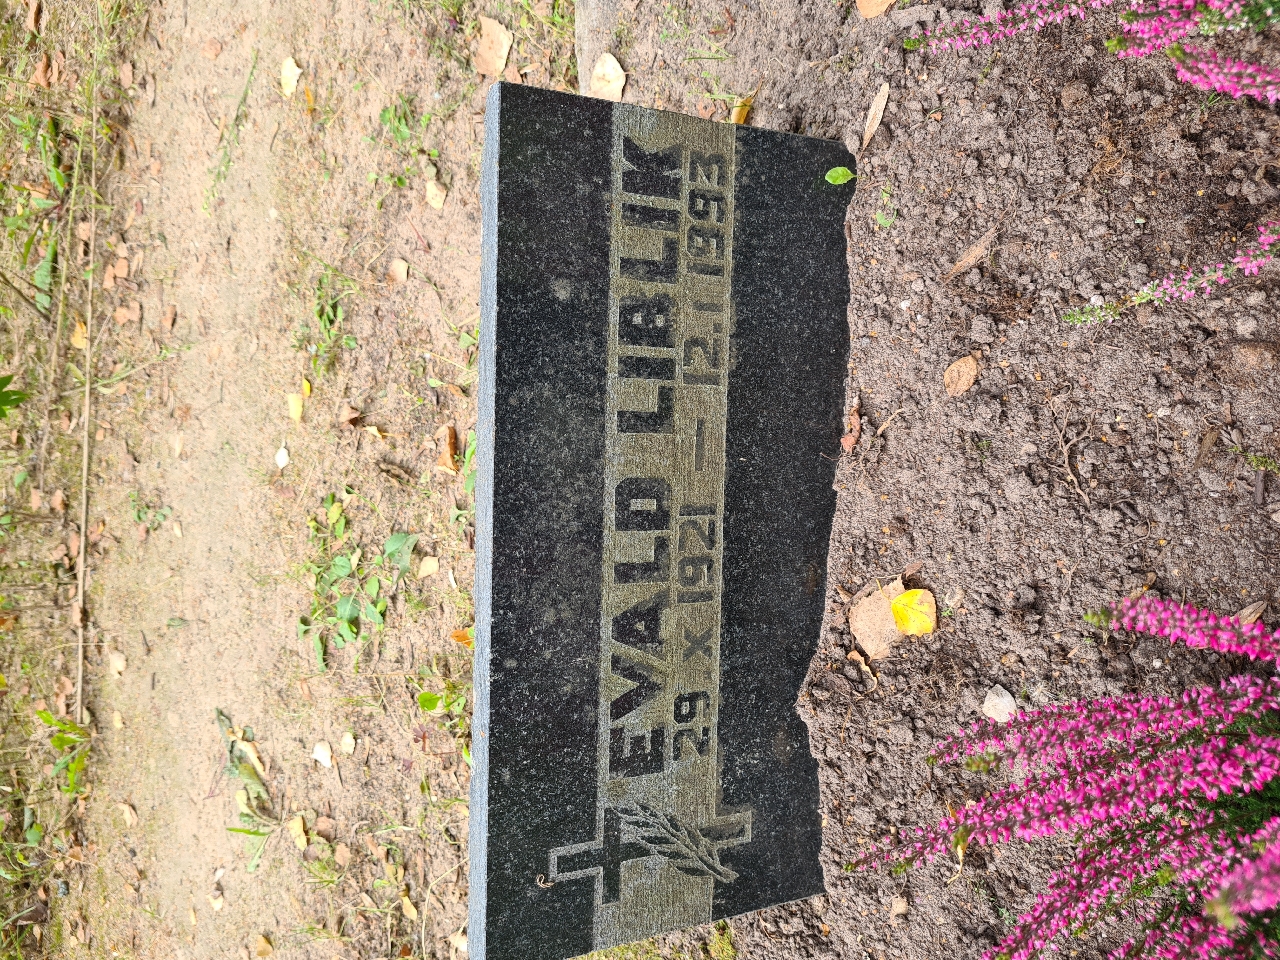 EVALD LIBLIK
29 X 1921 — 12.I 1993